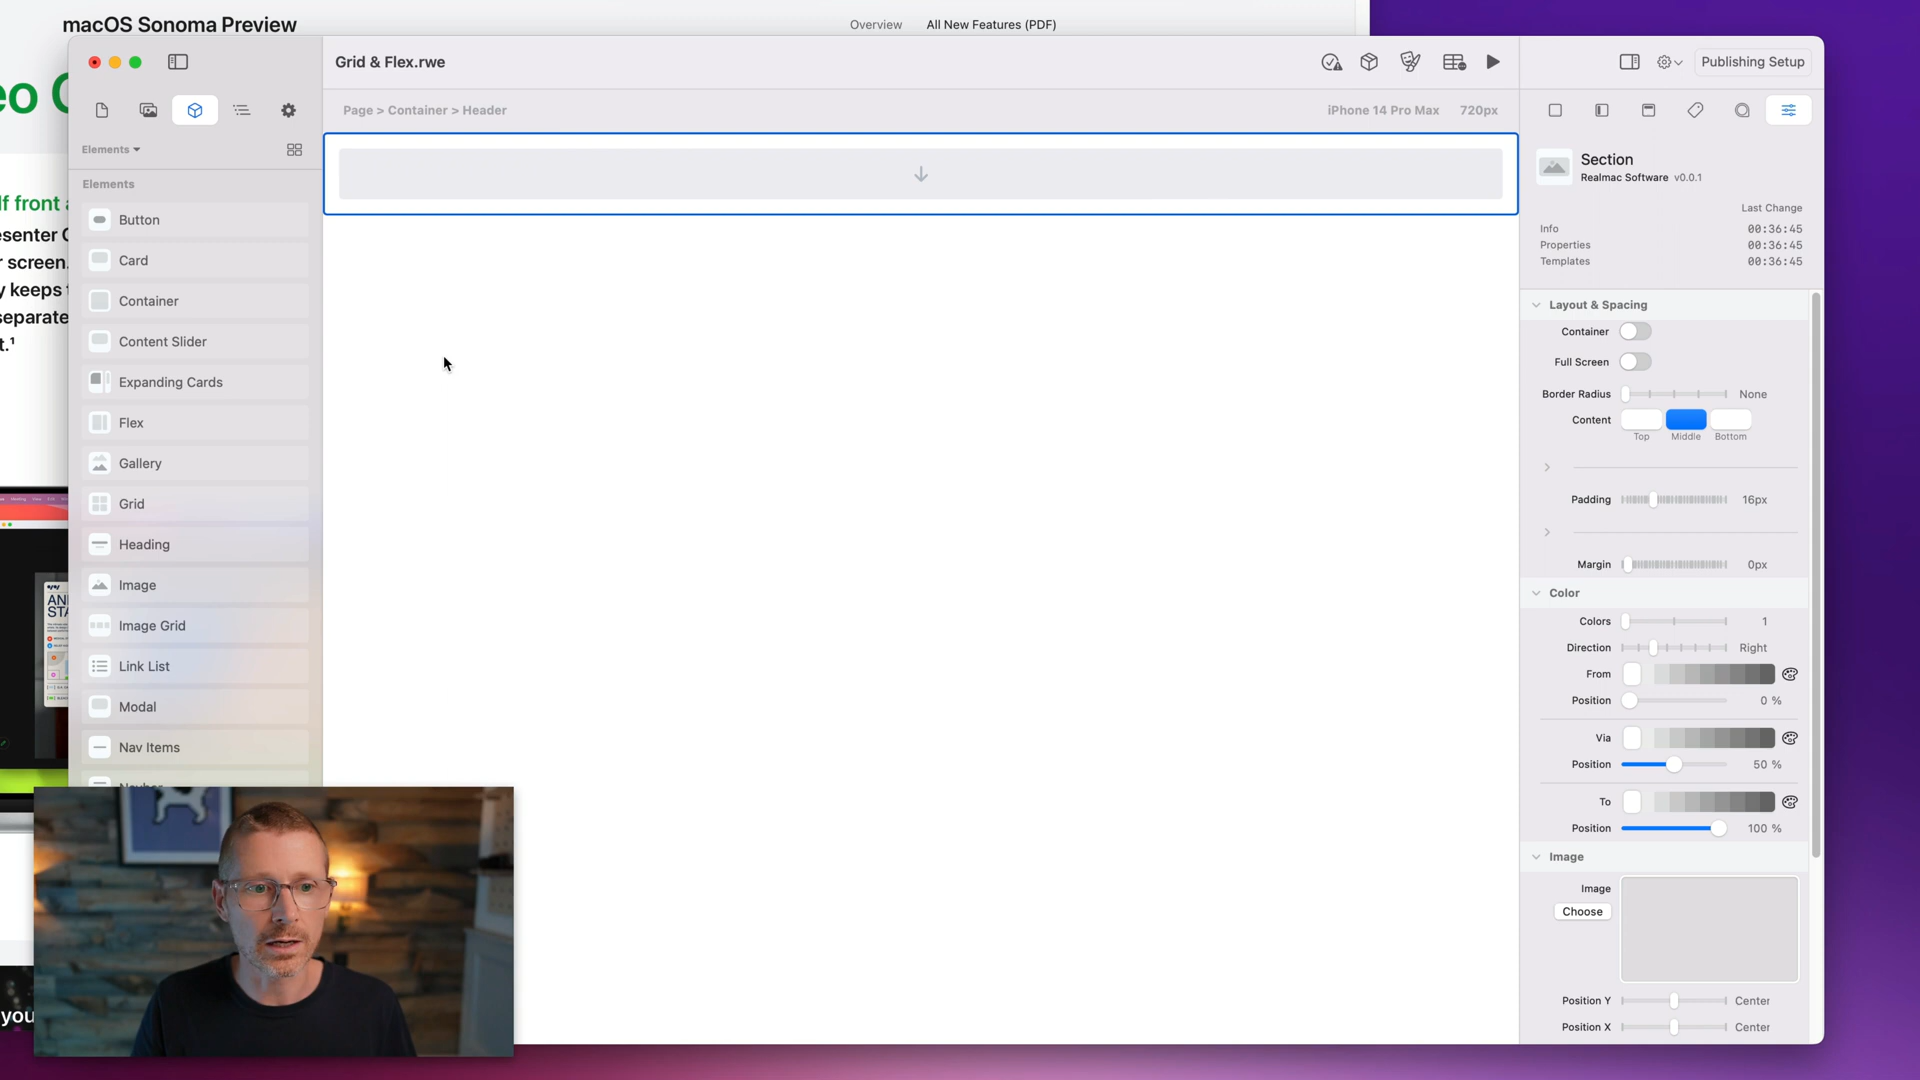 macOS Sonoma Preview
Overview
All New Features (PDF)
eo
lf front
esenter
r screen.
y keeps
separate
t.¹
you
Grid & Flex.rwe
Publishing Setup
Page > Container > Header
iPhone 14 Pro Max
720px
Elements
Elements
Button
Card
Container
Content Slider
Expanding Cards
Flex
Gallery
Grid
Heading
Image
Image Grid
Link List
Modal
Nav Items
Section
Realmac Software v0.0.1
Last Change
Info 00:36:45
Properties 00:36:45
Templates 00:36:45
Layout & Spacing
Container
Full Screen
Border Radius None
Content
Top Middle Bottom
Padding 16px
Margin 0px
Color
Colors 1
Direction Right
From
Position 0 %
Via
Position 50 %
To
Position 100 %
Image
Image
Choose
Position Y Center
Position X Center